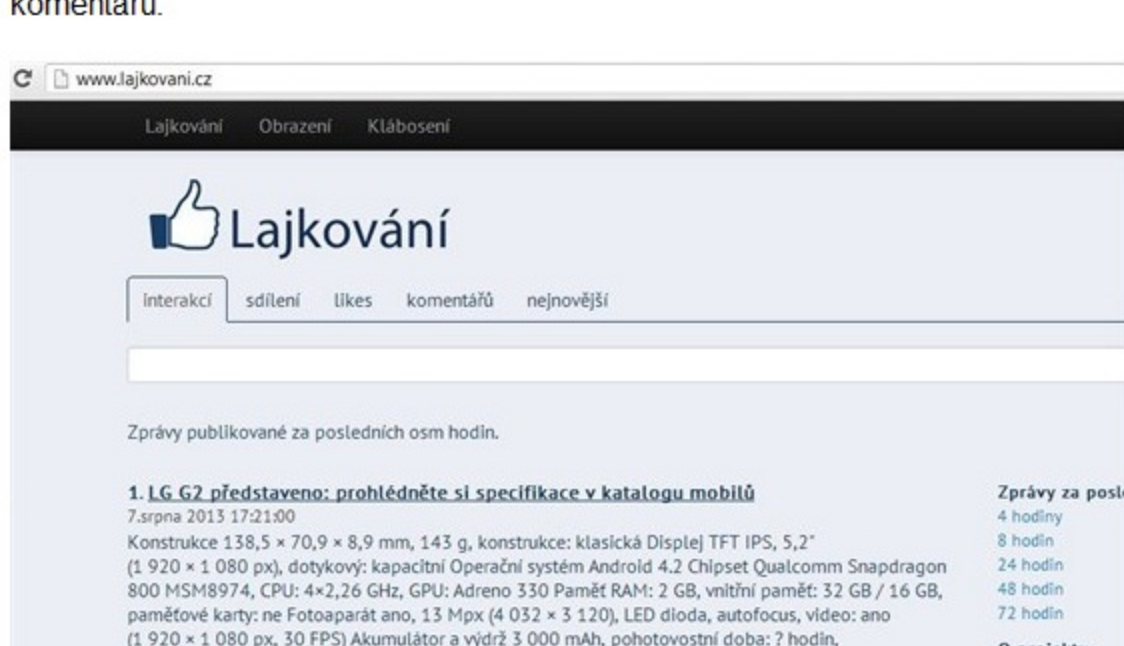 komentářů.
www.lajkovani.cz
Lajkování Obrazení Klábosení
Lajkování
interakcí sdílení likes komentářů nejnovější
Zprávy publikované za posledních osm hodin.
1. LG G2 představeno: prohlédněte si specifikace v katalogu mobilů
7.srpna 2013 17:21:00
Konstrukce 138,5 × 70,9 × 8,9 mm, 143 g, konstrukce: klasická Displej TFT IPS, 5,2"
(1 920 × 1 080 px), dotykový: kapacitní Operační systém Android 4.2 Chipset Qualcomm Snapdragon
800 MSM8974, CPU: 4×2,26 GHz, GPU: Adreno 330 Paměť RAM: 2 GB, vnitřní paměť: 32 GB / 16 GB,
paměťové karty: ne Fotoaparát ano, 13 Mpx (4 032 × 3 120), LED dioda, autofocus, video: ano
(1 920 × 1 080 px, 30 FPS) Akumulátor a výdrž 3 000 mAh, pohotovostní doba: ? hodin,
Zprávy za
4 hodiny
8 hodin
24 hodin
48 hodin
72 hodin